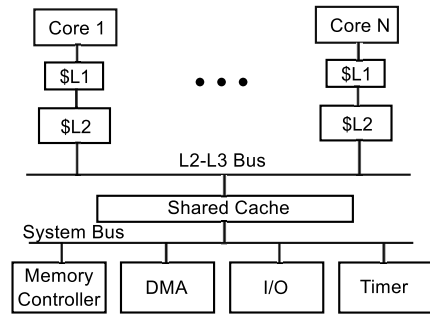 Core 1
Core N
$L1
$L1
$L2
$L2
L2-L3 Bus
Shared Cache
System Bus
Memory
Controller
DMA
I/O
Timer